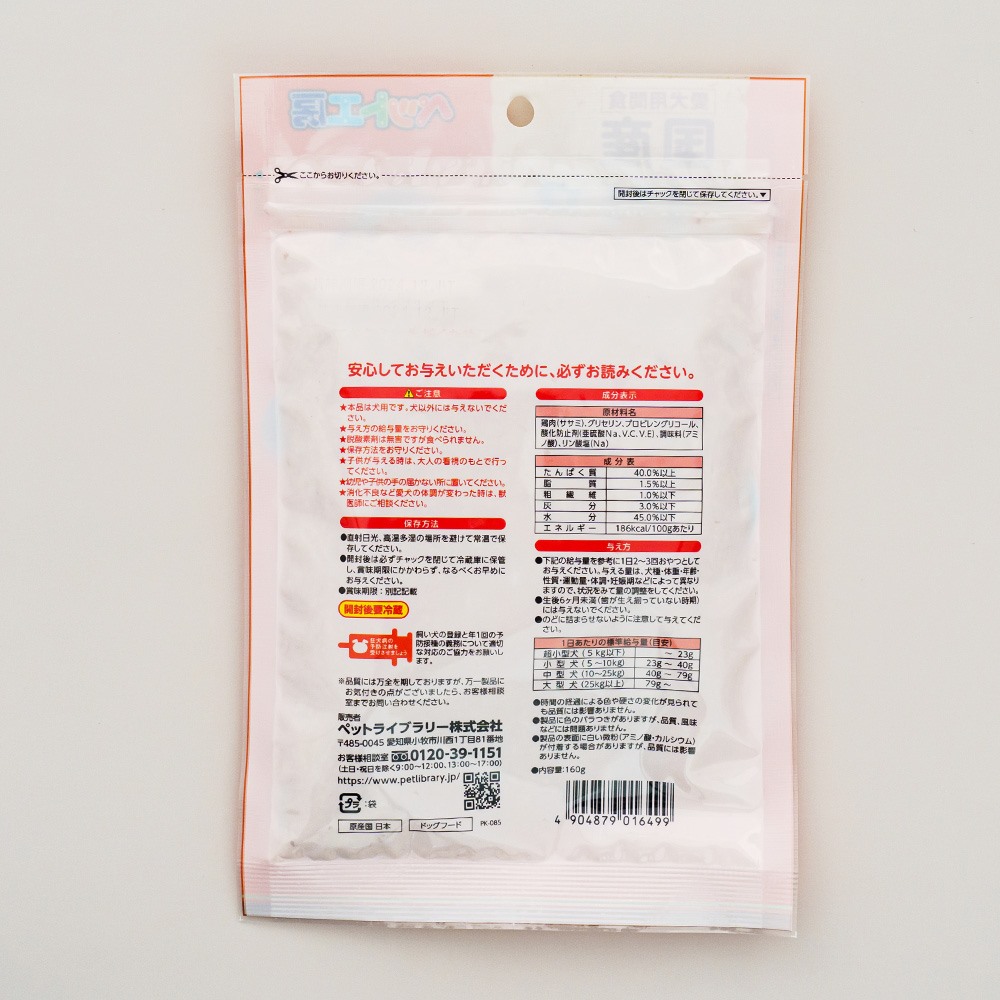 ここからお切りください。
開封後はチャックを閉じて保存してください。▼
安心してお与えいただくために、必ずお読みください。
ご注意
★本品は犬用です。犬以外には与えないでくだ
さい。
★与え方の給与量をお守りください。
★脱酸素剤は無害ですが食べられません。
★保存方法をお守りください。
★子供が与える時は、大人の看視のもとで行っ
てください。
★幼児や子供の手の届かない所に置いてください。
★消化不良など愛犬の体調が変わった時は、獣
医師にご相談ください。
保存方法
●直射日光、高温多湿の場所を避けて常温で保
存してください。
●開封後は必ずチャックを閉じて冷蔵庫に保管
し、賞味期限にかかわらず、なるべくお早めに
お与えください。
●賞味期限：別記記載
開封後要冷蔵
狂犬病の
予防注射を
受けさせましょう
飼い犬の登録と年1回の予
防接種の義務について適切
な対応のご協力をお願いし
ます。
※品質には万全を期しておりますが、万一製品に
お気付きの点がございましたら、お客様相談
室までお問い合わせください。
販売者
ペットライブラリー株式会社
〒485-0045 愛知県小牧市川西1丁目81番地
お客様相談室 0120-39-1151
(土日・祝日を除く9:00〜12:00、13:00〜17:00)
https://www.petlibrary.jp/
プラ :袋
原産国 日本
ドッグフード
PK-085
成分表示
原材料名
鶏肉(ササミ)、グリセリン、プロピレングリコール、
酸化防止剤(亜硫酸Na、V.C、V.E)、調味料(アミ
ノ酸)、リン酸塩(Na)
成分表
たんぱく質 40.0%以上
脂質 1.5%以上
粗繊維 1.0%以下
灰分 3.0%以下
水分 45.0%以下
エネルギー 186kcal/100gあたり
与え方
●下記の給与量を参考に1日2〜3回おやつとして
お与えください。与える量は、犬種・体重・年齢・
性質・運動量・体調・妊娠期などによって異なり
ますので、状況をみて量の調整をしてください。
●生後6ヶ月未満(歯が生え揃っていない時期)
には与えないでください。
●のどに詰まらせないように注意して与えてくだ
さい。
1日あたりの標準給与量(目安)
超小型犬(5kg以下) 〜23g
小型犬(5〜10kg) 23g〜40g
中型犬(10〜25kg) 40g〜79g
大型犬(25kg以上) 79g〜
●時間の経過による色や硬さの変化が見られて
も品質には影響ありません。
●製品に色のバラつきがありますが、品質、風味
などには問題ありません。
●製品の表面に白い微粉(アミノ酸・カルシウム)
が付着する場合がありますが、品質には影響
ありません。
●内容量:160g
4 904879 016499